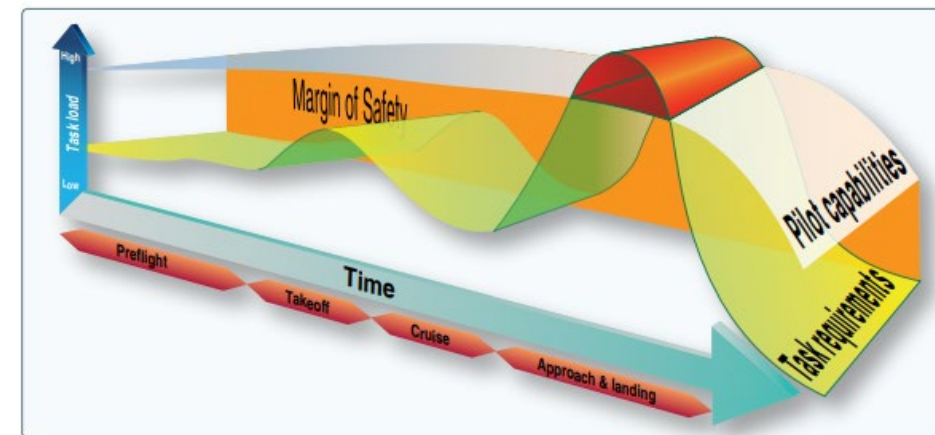 High
Task load
Low
Margin of Safety
Pilot capabilities
Task requirements
Time
Preflight
Takeoff
Cruise
Approach & landing